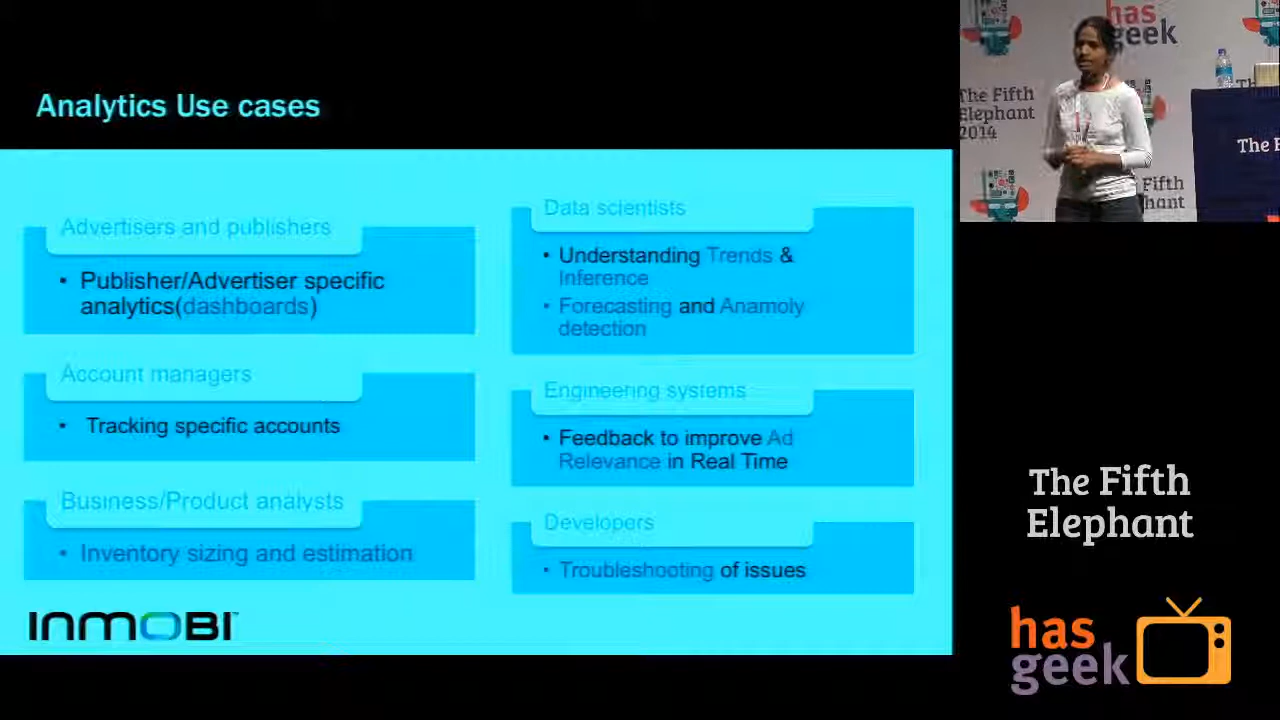 Analytics Use cases
Advertisers and publishers
• Publisher/Advertiser specific
analytics(dashboards)
Account managers
• Tracking specific accounts
Business/Product analysts
• Inventory sizing and estimation
Data scientists
• Understanding Trends &
Inference
• Forecasting and Anamoly
detection
Engineering systems
• Feedback to improve Ad
Relevance in Real Time
Developers
• Troubleshooting of issues
INMOBI™
has
geek
The Fifth
Elephant
2014
The
Fifth
The Fifth
Elephant
has
geek